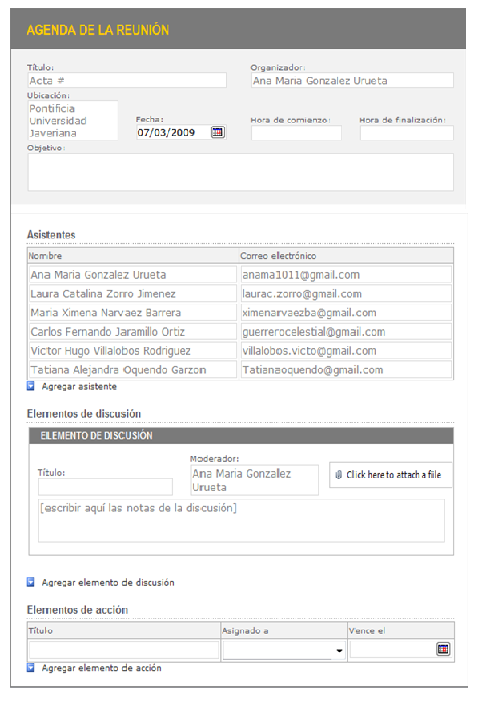 AGENDA DE LA REUNIÓN
Título: Organizador:
Acta # Ana Maria Gonzalez Urueta
Ubicación:
Pontificia
Universidad
Javeriana
Fecha: Hora de comienzo: Hora de finalización:
07/03/2009
Objetivo:
Asistentes
Nombre Correo electrónico
Ana Maria Gonzalez Urueta anama1011@gmail.com
Laura Catalina Zorro Jimenez laurac.zorro@gmail.com
Maria Ximena Narvaez Barrera ximenarvaezba@gmail.com
Carlos Fernando Jaramillo Ortiz guerrerocelestial@gmail.com
Victor Hugo Villalobos Rodriguez villalobos.victo@gmail.com
Tatiana Alejandra Oquendo Garzon Tatianaoquendo@gmail.com
Agregar asistente
Elementos de discusión
ELEMENTO DE DISCUSIÓN
Título: Moderador:
Ana Maria Gonzalez
Urueta
Click here to attach a file
[escribir aquí las notas de la discusión]
Agregar elemento de discusión
Elementos de acción
Título Asignado a Vence el
Agregar elemento de acción